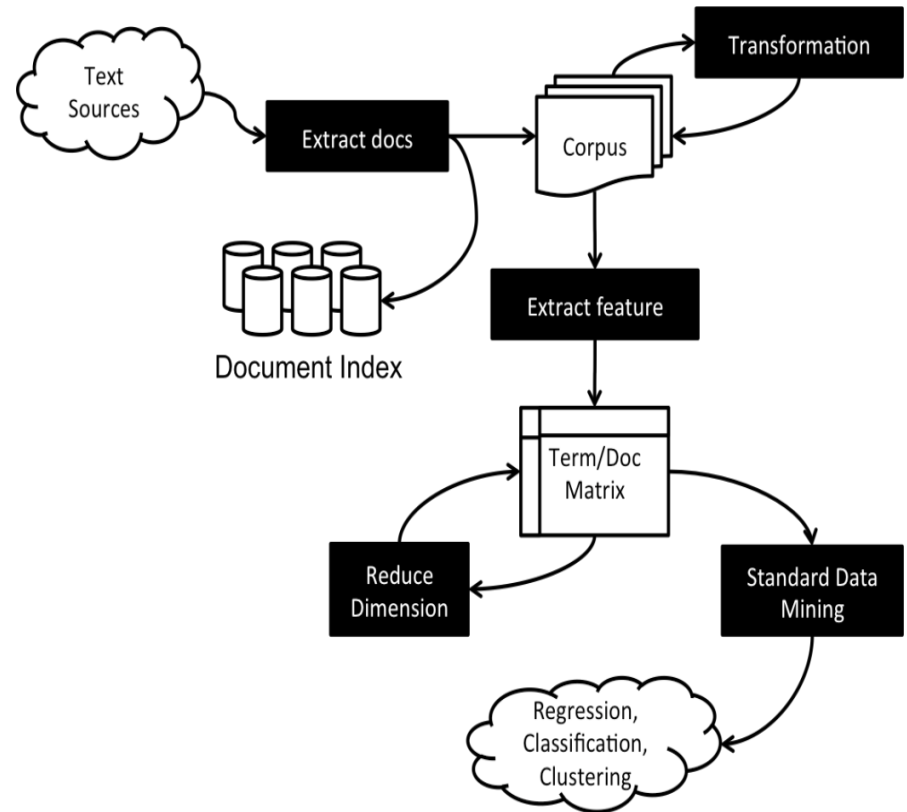 Text
Sources
Transformation
Extract docs
Corpus
Extract feature
Document Index
Term/Doc
Matrix
Reduce
Dimension
Standard Data
Mining
Regression,
Classification,
Clustering